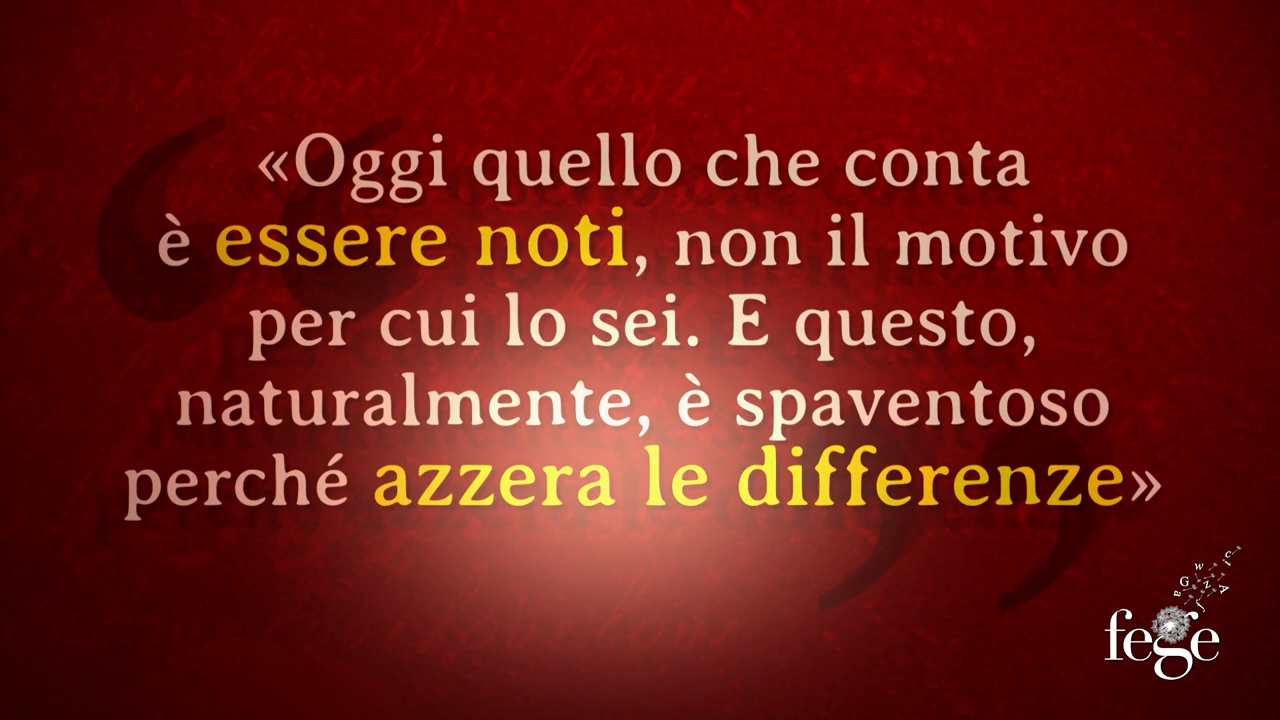 «Oggi quello che conta
è essere noti, non il motivo
per cui lo sei. E questo,
naturalmente, è spaventoso
perché azzera le differenze»
fege